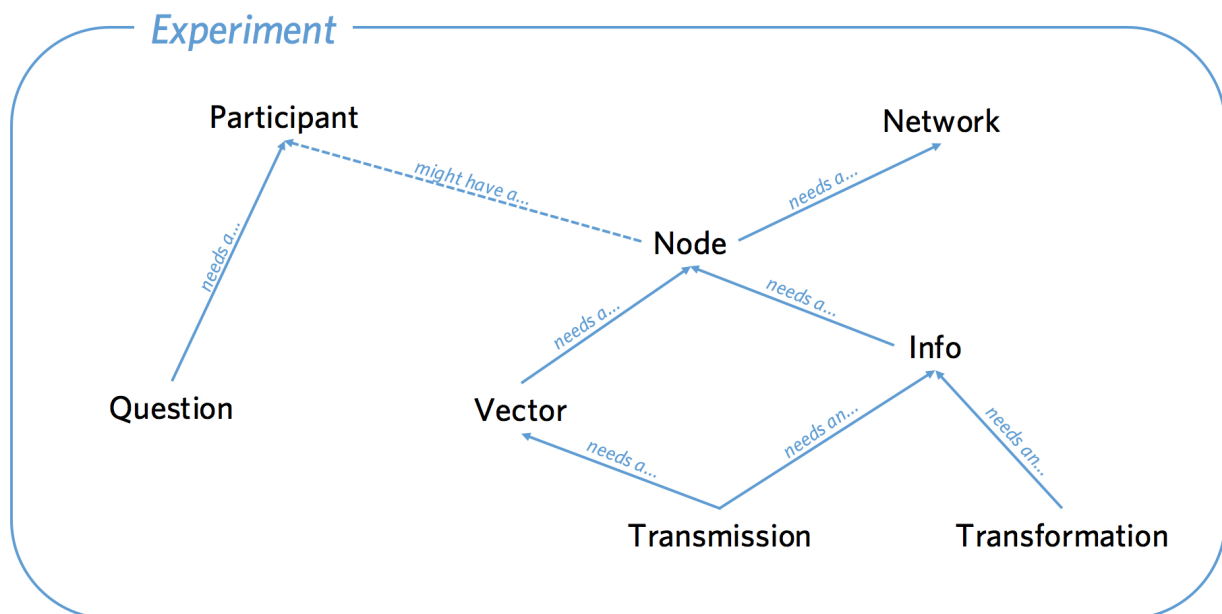 Experiment
Participant
Network
might have a...
needs a...
needs a...
Node
needs a...
needs a...
Info
Question
Vector
needs a...
needs an...
needs an...
Transmission
Transformation